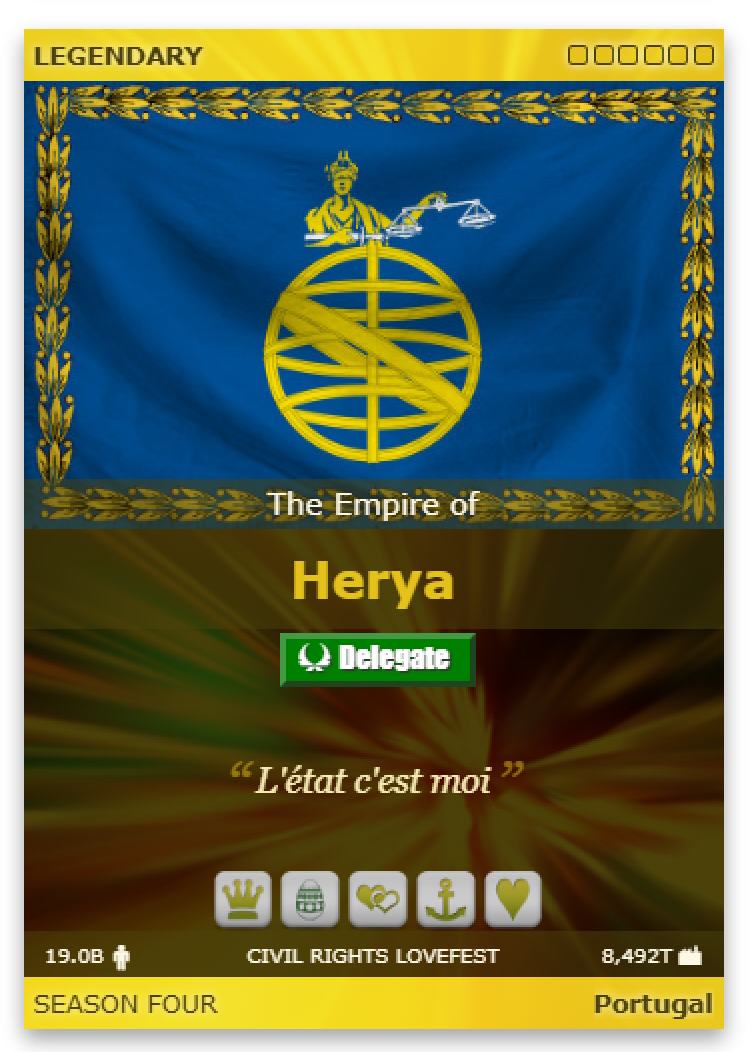 LEGENDARY
The Empire of
Herya
Delegate
“L'état c'est moi”
19.0B CIVIL RIGHTS LOVEFEST 8,492T
SEASON FOUR Portugal